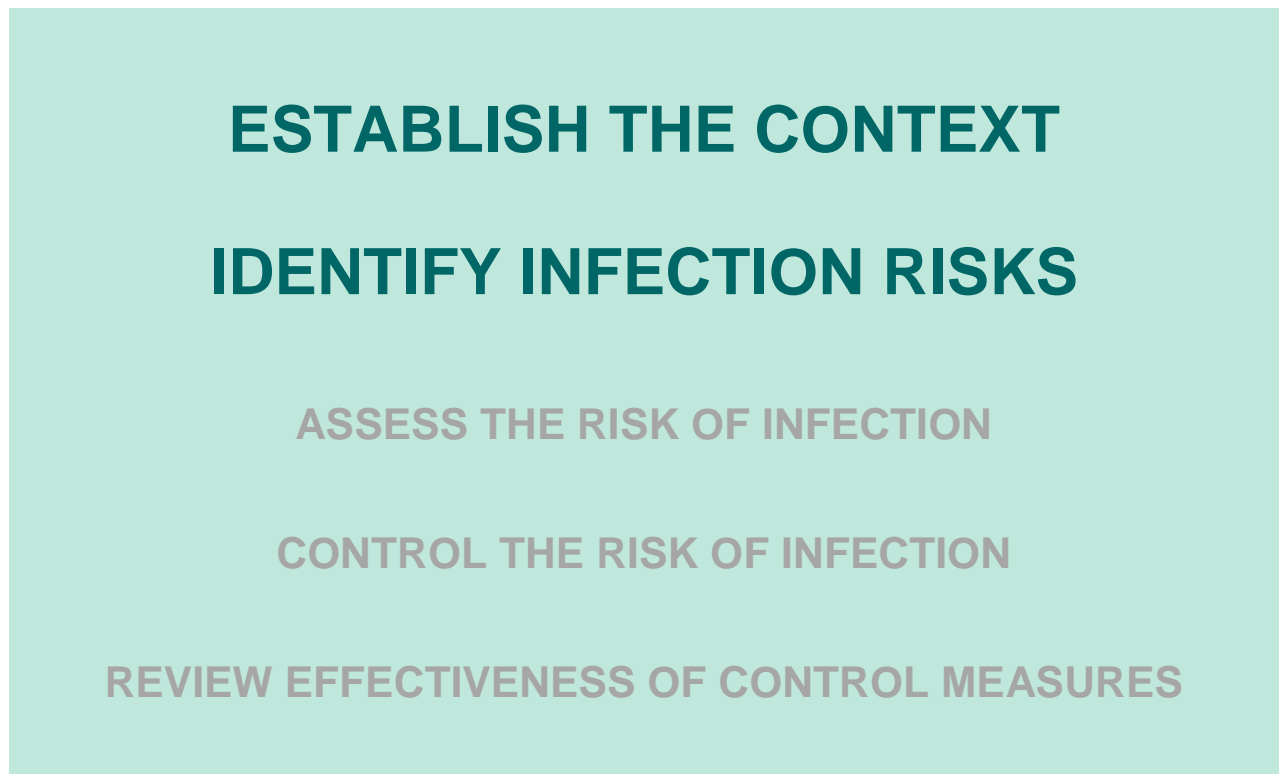 ESTABLISH THE CONTEXT
IDENTIFY INFECTION RISKS
ASSESS THE RISK OF INFECTION
CONTROL THE RISK OF INFECTION
REVIEW EFFECTIVENESS OF CONTROL MEASURES